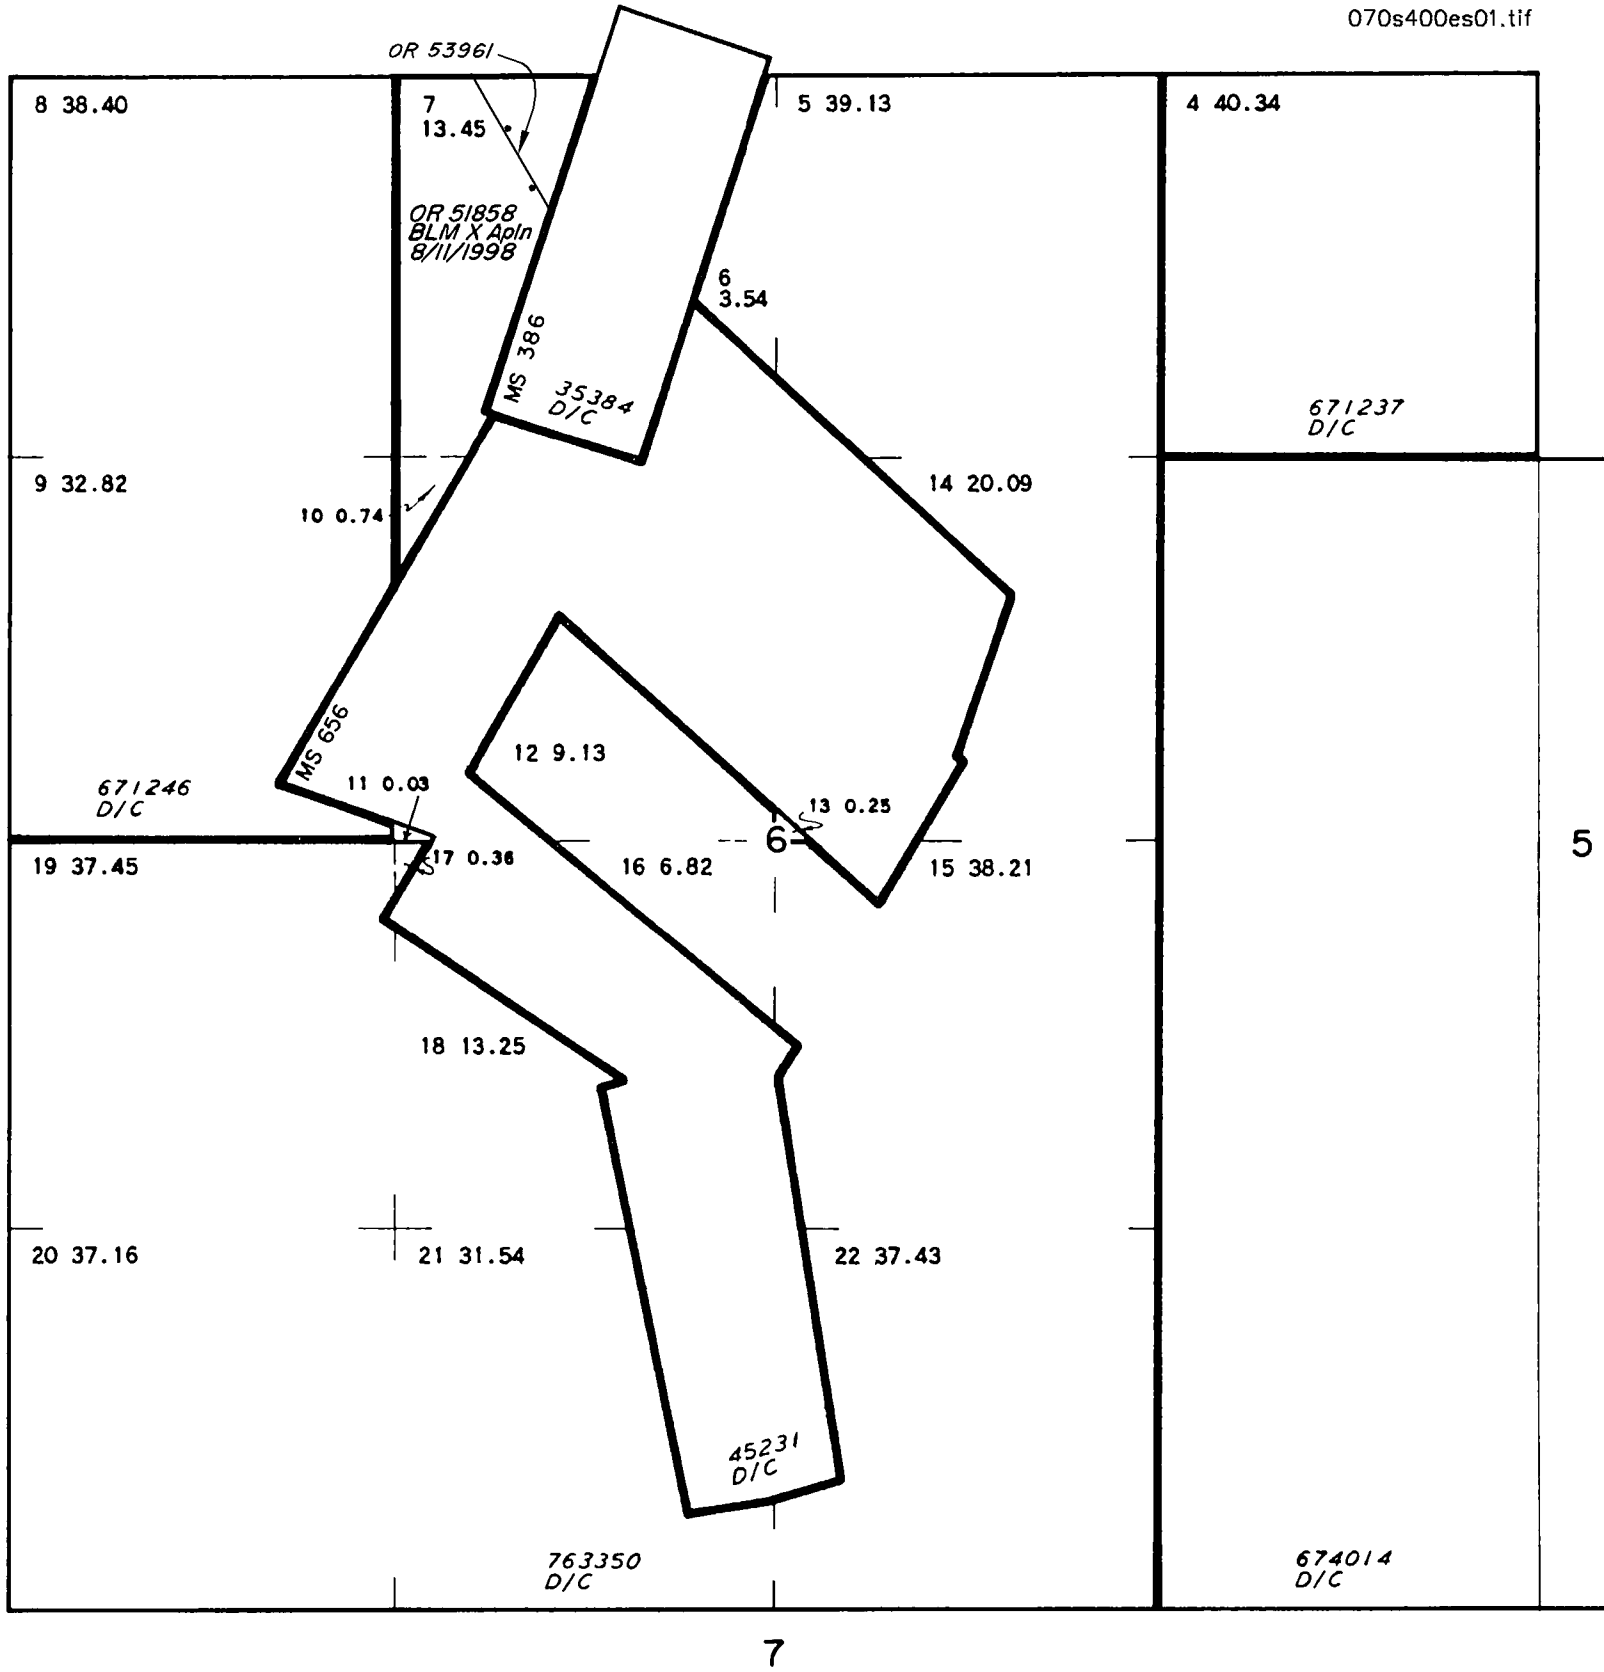 070s400es01.tif
OR 53961
8 38.40
7
13.45
5 39.13
4 40.34
OR 51858
BLM X Apln
8/11/1998
6
3.54
MS 386
35384
D/C
671237
D/C
9 32.82
10 0.74
14 20.09
MS 656
12 9.13
671246
D/C
11 0.03
13 0.25
6
5
19 37.45
17 0.36
16 6.82
15 38.21
18 13.25
20 37.16
21 31.54
22 37.43
45231
D/C
763350
D/C
674014
D/C
7